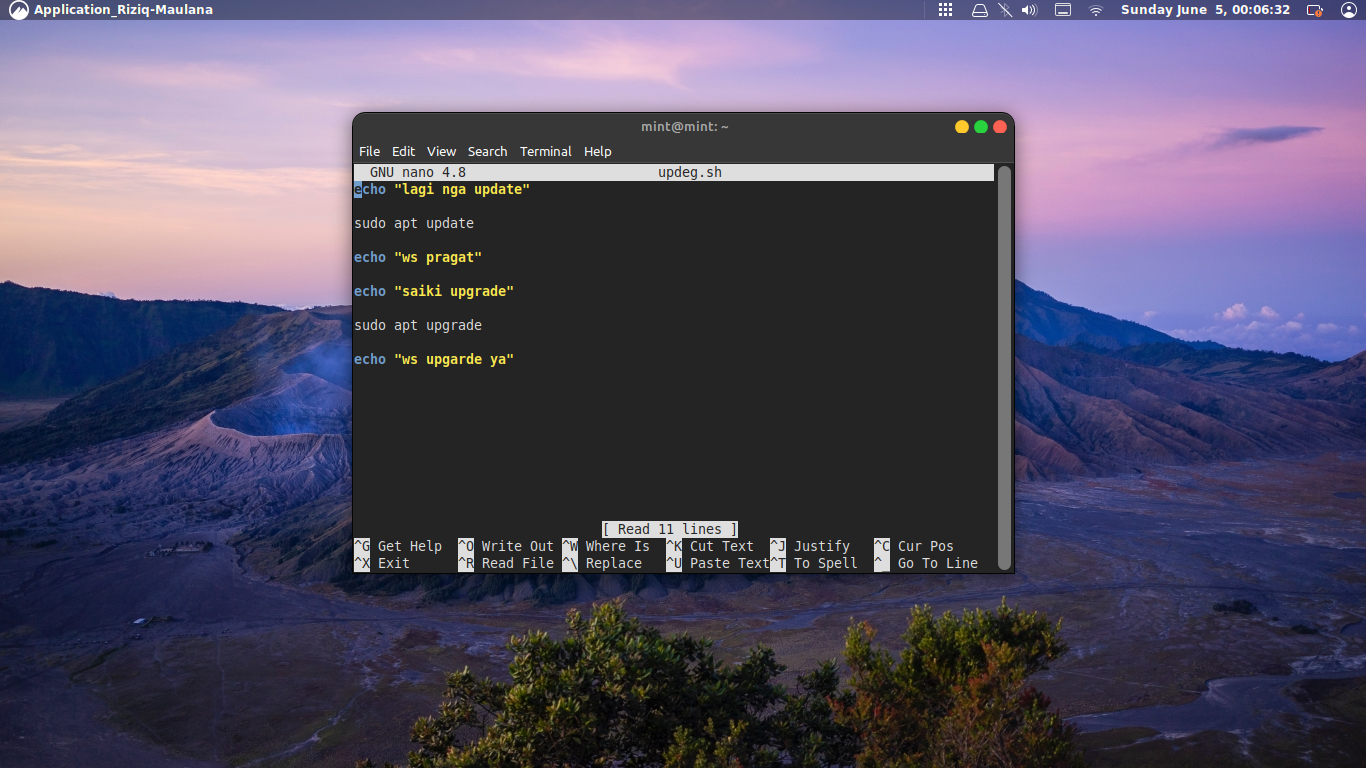 Application_Riziq-Maulana
Sunday June 5, 00:06:32
mint@mint: ~
File Edit View Search Terminal Help
GNU nano 4.8 updeg.sh
echo "lagi nga update"
sudo apt update
echo "ws pragat"
echo "saiki upgrade"
sudo apt upgrade
echo "ws upgarde ya"
[ Read 11 lines ]
^G Get Help ^O Write Out ^W Where Is ^K Cut Text ^J Justify ^C Cur Pos
^X Exit ^R Read File ^\ Replace ^U Paste Text ^T To Spell ^_ Go To Line